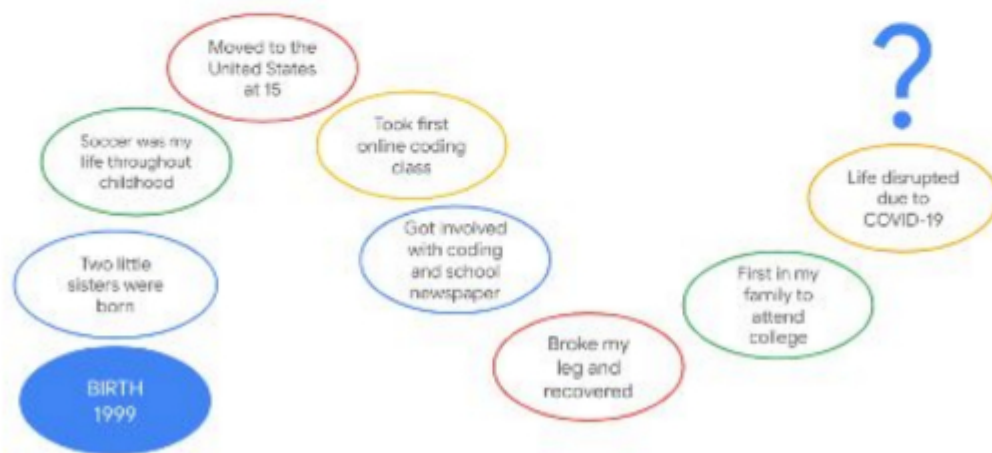 BIRTH
1999
Two little
sisters were
born
Soccer was my
life throughout
childhood
Moved to the
United States
at 15
Took first
online coding
class
Got involved
with coding
and school
newspaper
Broke my
leg and
recovered
First in my
family to
attend
college
Life disrupted
due to
COVID-19
?